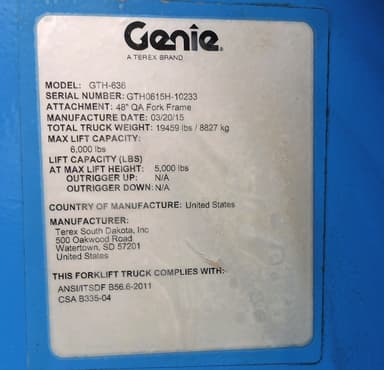 Genie
A TEREX BRAND
MODEL: GTH-636
SERIAL NUMBER: GTH0615H-10233
ATTACHMENT: 48" QA Fork Frame
MANUFACTURE DATE: 03/20/15
TOTAL TRUCK WEIGHT: 19459 lbs / 8827 kg
MAX LIFT CAPACITY:
6,000 lbs
LIFT CAPACITY (LBS)
AT MAX LIFT HEIGHT: 5,000 lbs
OUTRIGGER UP: N/A
OUTRIGGER DOWN: N/A
COUNTRY OF MANUFACTURE: United States
MANUFACTURER:
Terex South Dakota, Inc
500 Oakwood Road
Watertown, SD 57201
United States
THIS FORKLIFT TRUCK COMPLIES WITH:
ANSI/ITSDF B56.6-2011
CSA B335-04